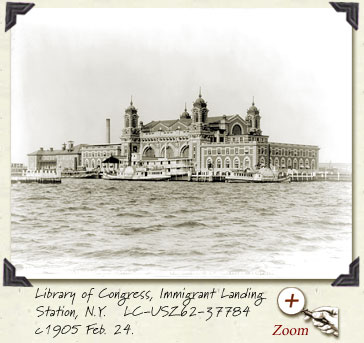 Library of Congress, Immigrant Landing
Station, N.Y. LC-USZ62-37784
c1905 Feb. 24.
Zoom